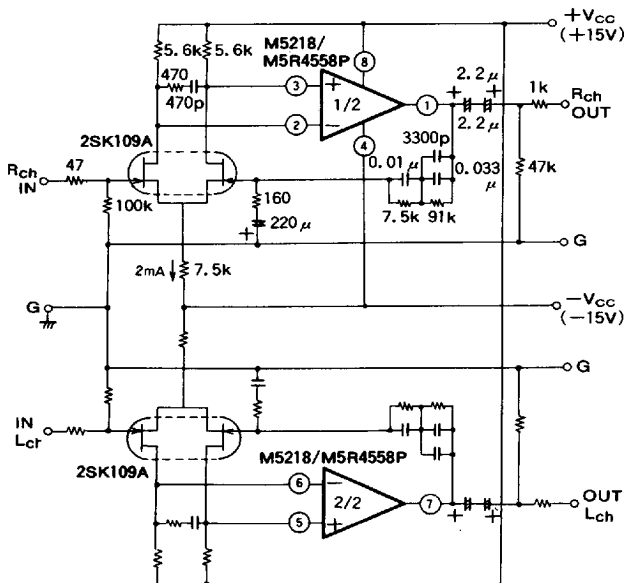 +VCC
(+15V)
5.6k 5.6k
M5218/
M5R4558P
8
470
470p
3 + 1/2 1
2 −
4
2.2μ
+ +
2.2μ
1k
Rch
OUT
2SK109A
3300p
0.01μ 0.033μ
Rch
IN
47
100k
160
220μ
+
7.5k 91k
47k
G
2mA 7.5k
G
−VCC
(−15V)
G
IN
Lch
2SK109A
M5218/M5R4558P
6 −
2/2 7
5 +
+ +
OUT
Lch